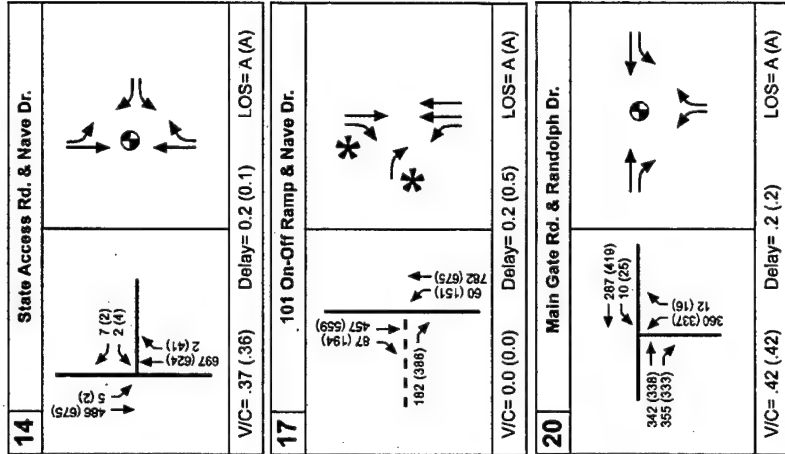 14
State Access Rd. & Nave Dr.
7 (2)
2 (4)
5 (2)
486 (675)
2 (41)
697 (624)
V/C= .37 (.36)
Delay= 0.2 (0.1)
LOS= A (A)
17
101 On-Off Ramp & Nave Dr.
87 (194)
457 (559)
182 (386)
60 (151)
782 (675)
V/C= 0.0 (0.0)
Delay= 0.2 (0.5)
LOS= A (A)
20
Main Gate Rd. & Randolph Dr.
287 (419)
10 (25)
342 (338)
355 (333)
12 (16)
360 (337)
V/C= .42 (.42)
Delay= .2 (.2)
LOS= A (A)